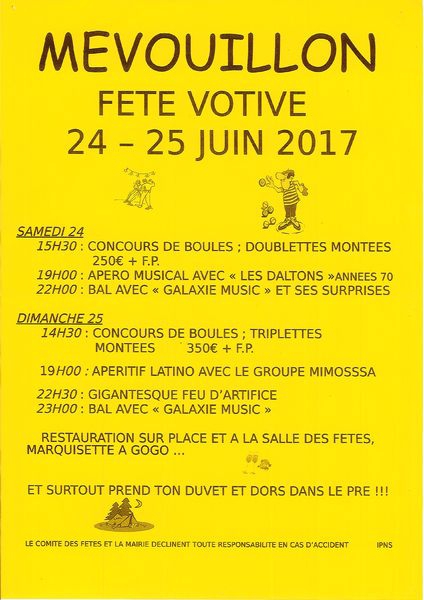 MEVOUILLON
FETE VOTIVE
24 – 25 JUIN 2017
SAMEDI 24
15H30 : CONCOURS DE BOULES ; DOUBLETTES MONTEES
250€ + F.P.
19H00 : APERO MUSICAL AVEC « LES DALTONS »ANNEES 70
22H00 : BAL AVEC « GALAXIE MUSIC » ET SES SURPRISES
DIMANCHE 25
14H30 : CONCOURS DE BOULES ; TRIPLETTES
MONTEES 350€ + F.P.
19H00 : APERITIF LATINO AVEC LE GROUPE MIMOSSSA
22H30 : GIGANTESQUE FEU D'ARTIFICE
23H00 : BAL AVEC « GALAXIE MUSIC »
RESTAURATION SUR PLACE ET A LA SALLE DES FETES,
MARQUISETTE A GOGO ...
ET SURTOUT PREND TON DUVET ET DORS DANS LE PRE !!!
LE COMITE DES FETES ET LA MAIRIE DECLINENT TOUTE RESPONSABILITE EN CAS D'ACCIDENT IPNS